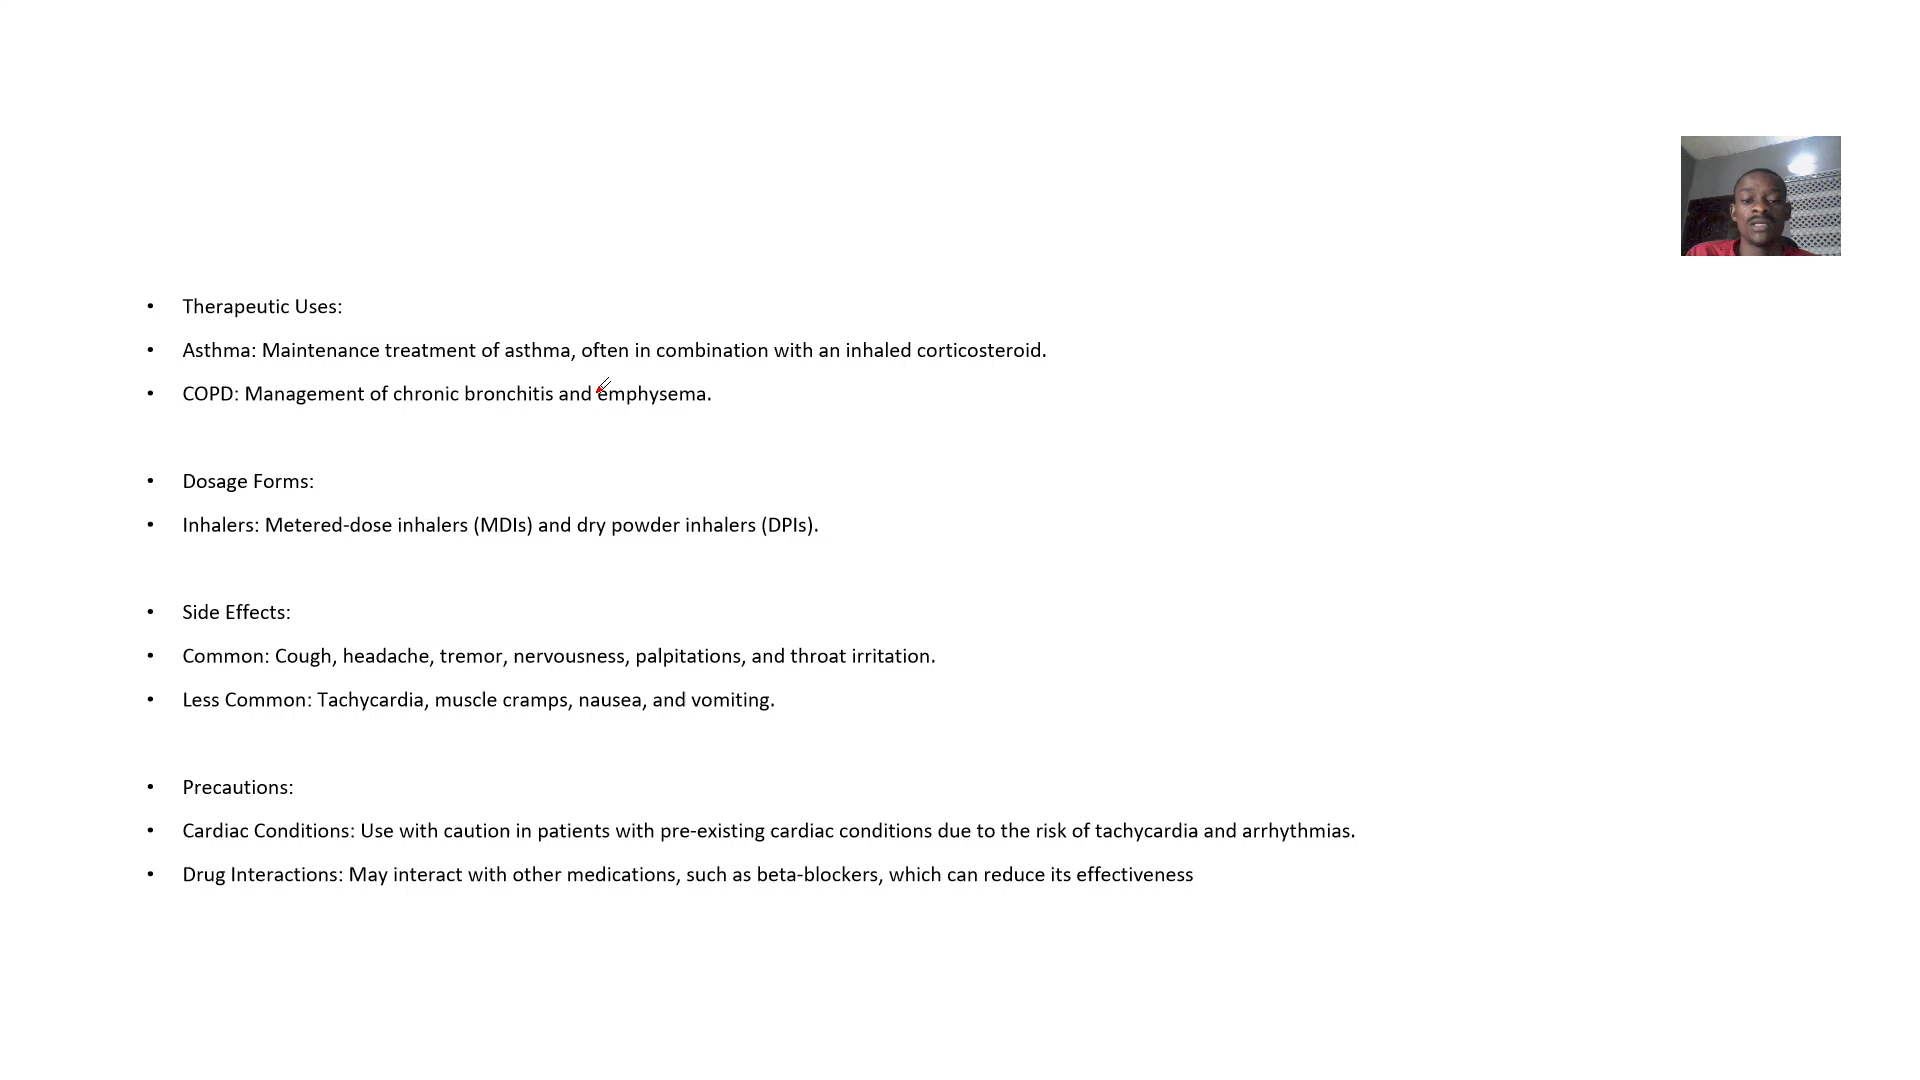 • Therapeutic Uses:
• Asthma: Maintenance treatment of asthma, often in combination with an inhaled corticosteroid.
• COPD: Management of chronic bronchitis and emphysema.
• Dosage Forms:
• Inhalers: Metered-dose inhalers (MDIs) and dry powder inhalers (DPIs).
• Side Effects:
• Common: Cough, headache, tremor, nervousness, palpitations, and throat irritation.
• Less Common: Tachycardia, muscle cramps, nausea, and vomiting.
• Precautions:
• Cardiac Conditions: Use with caution in patients with pre-existing cardiac conditions due to the risk of tachycardia and arrhythmias.
• Drug Interactions: May interact with other medications, such as beta-blockers, which can reduce its effectiveness